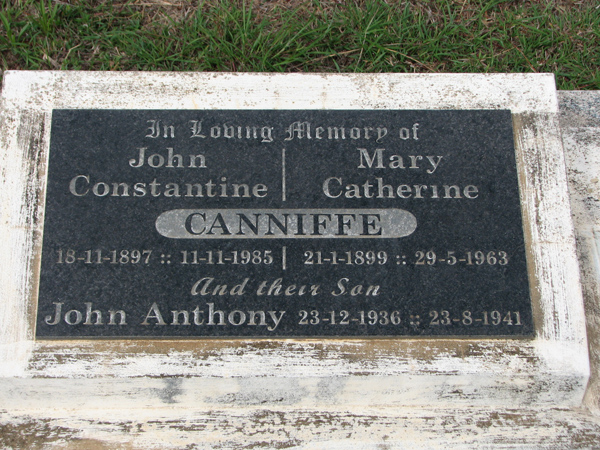 In Loving Memory of
John | Mary
Constantine | Catherine
CANNIFFE
18-11-1897 :: 11-11-1985 | 21-1-1899 :: 29-5-1963
And their Son
John Anthony 23-12-1936 :: 23-8-1941